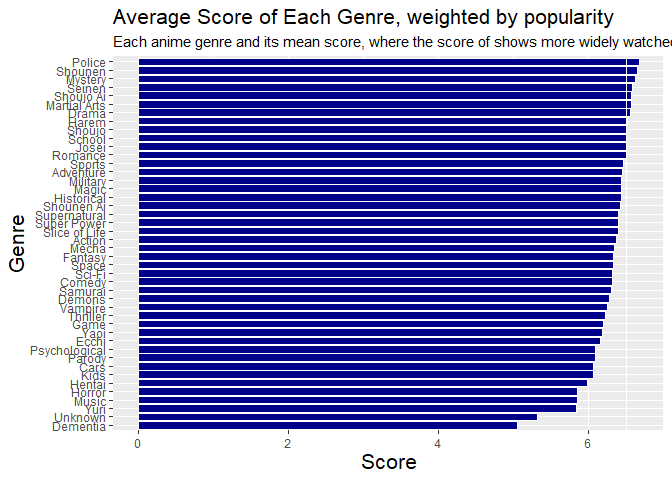 Average Score of Each Genre, weighted by popularity
Each anime genre and its mean score, where the score of shows more widely watched
Police
Shounen
Mystery
Seinen
Shoujo Ai
Martial Arts
Drama
Harem
Shoujo
School
Josei
Romance
Sports
Adventure
Military
Magic
Historical
Shounen Ai
Supernatural
Super Power
Slice of Life
Action
Mecha
Fantasy
Space
Sci-Fi
Comedy
Samurai
Demons
Vampire
Thriller
Game
Yaoi
Ecchi
Psychological
Parody
Cars
Kids
Hentai
Horror
Music
Yuri
Unknown
Dementia
Genre
0 2 4 6
Score